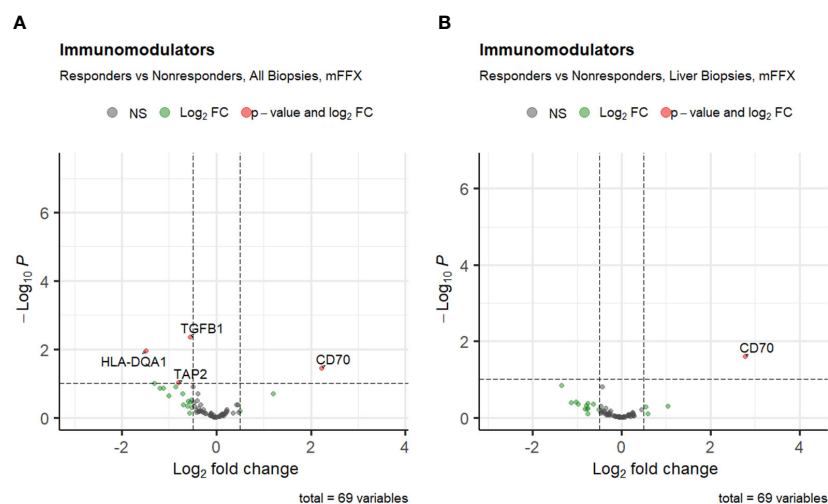 A
Immunomodulators
Responders vs Nonresponders, All Biopsies, mFFX
NS Log₂ FC p – value and log₂ FC
6
4
2
0
– Log₁₀ P
TGFB1
HLA-DQA1
TAP2
CD70
-2 0 2 4
Log₂ fold change
total = 69 variables
B
Immunomodulators
Responders vs Nonresponders, Liver Biopsies, mFFX
NS Log₂ FC p – value and log₂ FC
6
4
2
0
– Log₁₀ P
CD70
-2 0 2 4
Log₂ fold change
total = 69 variables